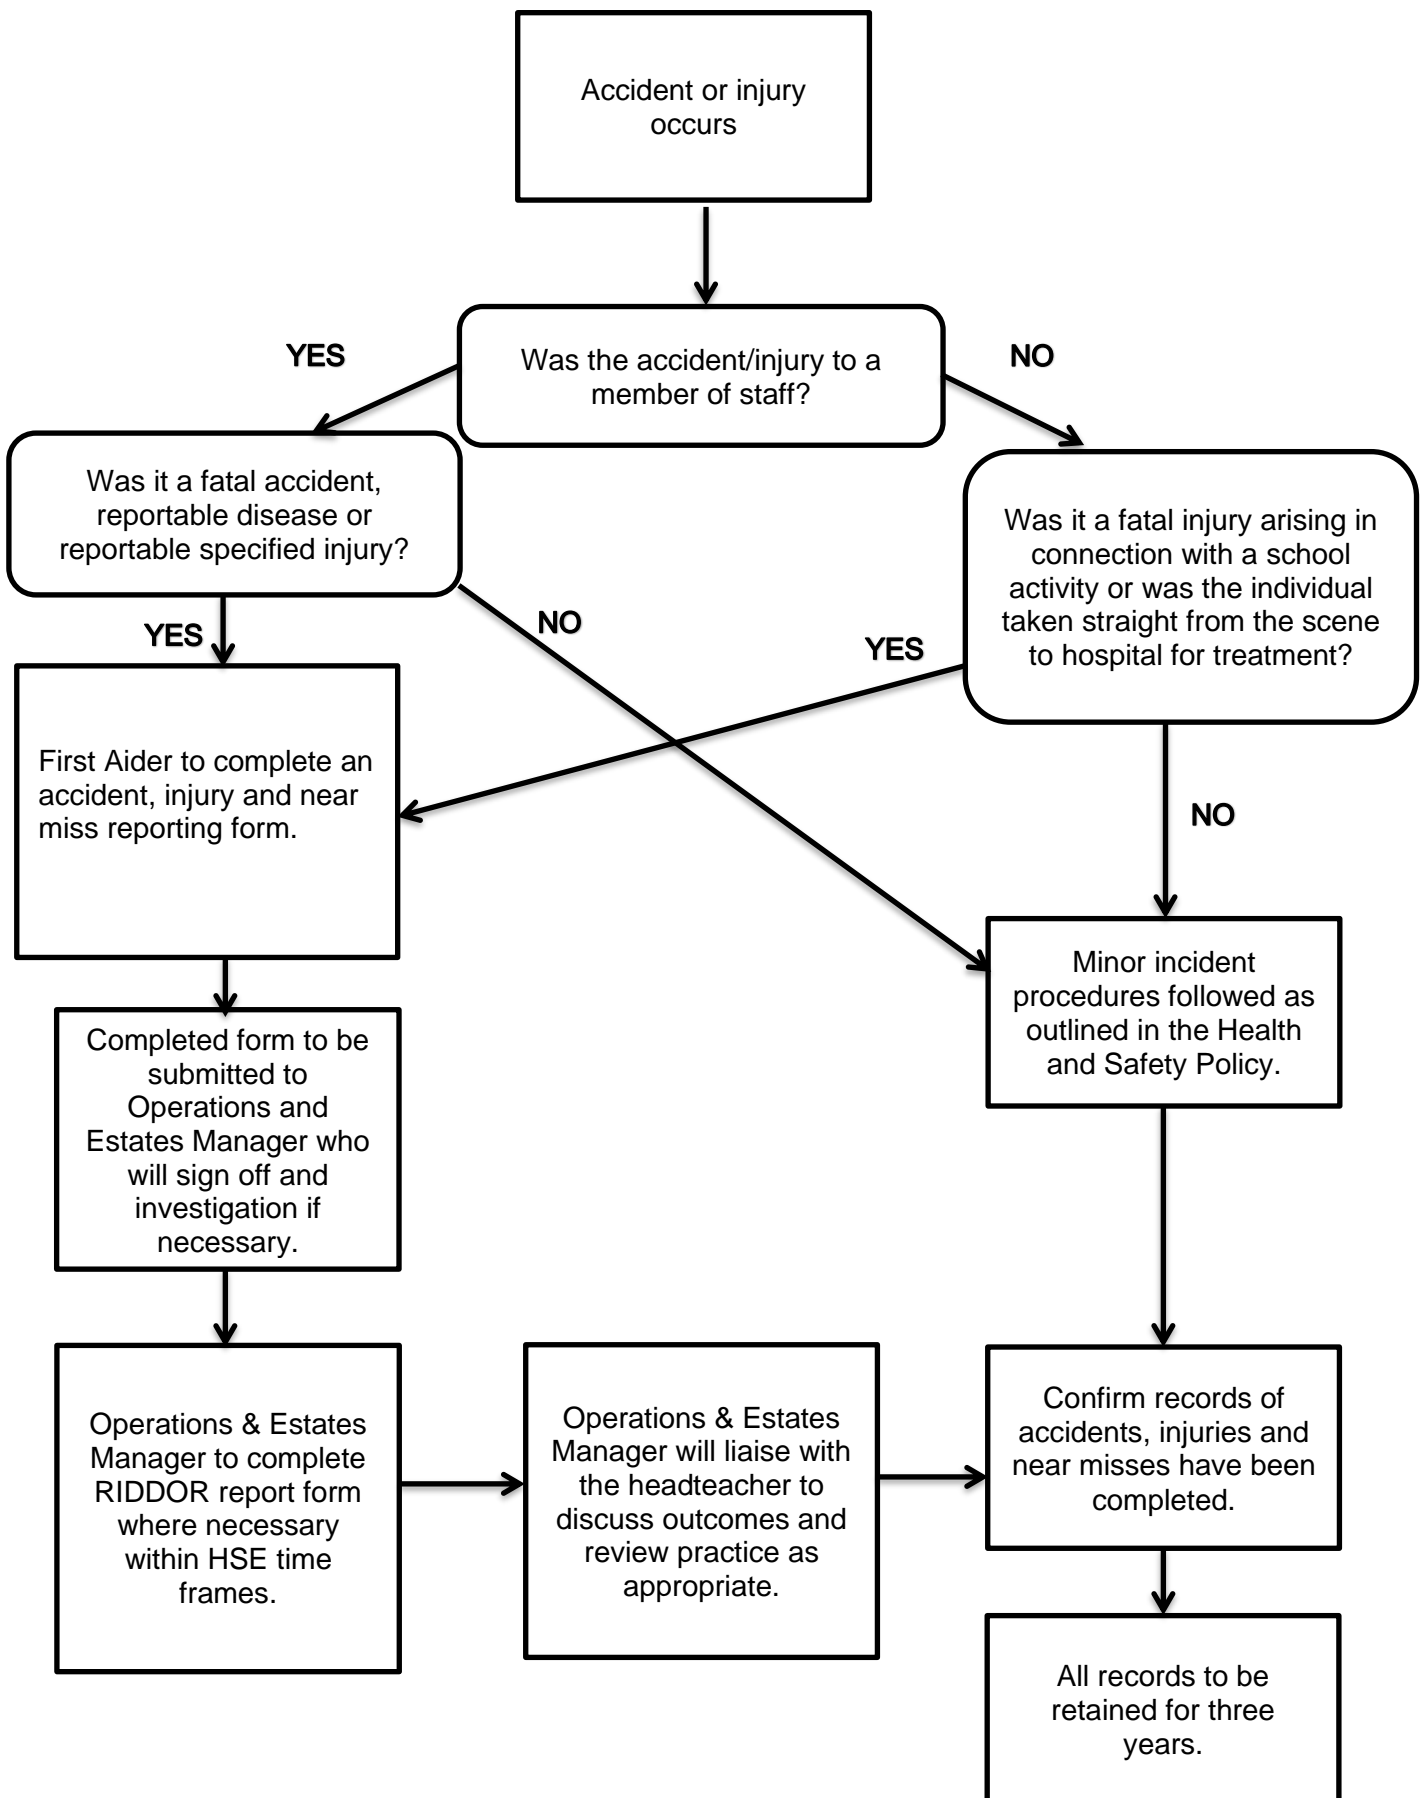 Accident or injury
occurs
YES
Was the accident/injury to a
member of staff?
NO
Was it a fatal accident,
reportable disease or
reportable specified injury?
Was it a fatal injury arising in
connection with a school
activity or was the individual
taken straight from the scene
to hospital for treatment?
YES
NO
YES
First Aider to complete an
accident, injury and near
miss reporting form.
NO
Minor incident
procedures followed as
outlined in the Health
and Safety Policy.
Completed form to be
submitted to
Operations and
Estates Manager who
will sign off and
investigation if
necessary.
Operations & Estates
Manager to complete
RIDDOR report form
where necessary
within HSE time
frames.
Operations & Estates
Manager will liaise with
the headteacher to
discuss outcomes and
review practice as
appropriate.
Confirm records of
accidents, injuries and
near misses have been
completed.
All records to be
retained for three
years.